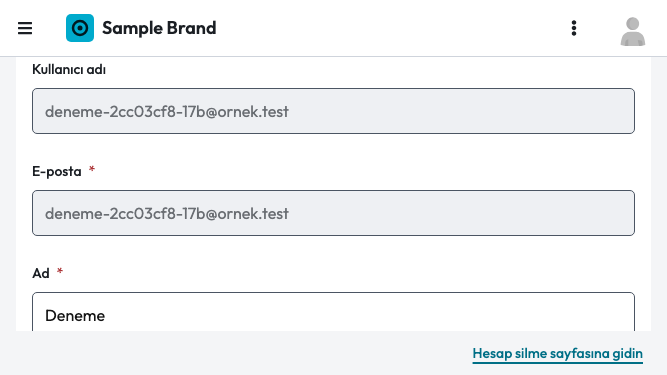 Sample Brand
Kullanıcı adı
deneme-2cc03cf8-17b@ornek.test
E-posta *
deneme-2cc03cf8-17b@ornek.test
Ad *
Deneme
Hesap silme sayfasına gidin